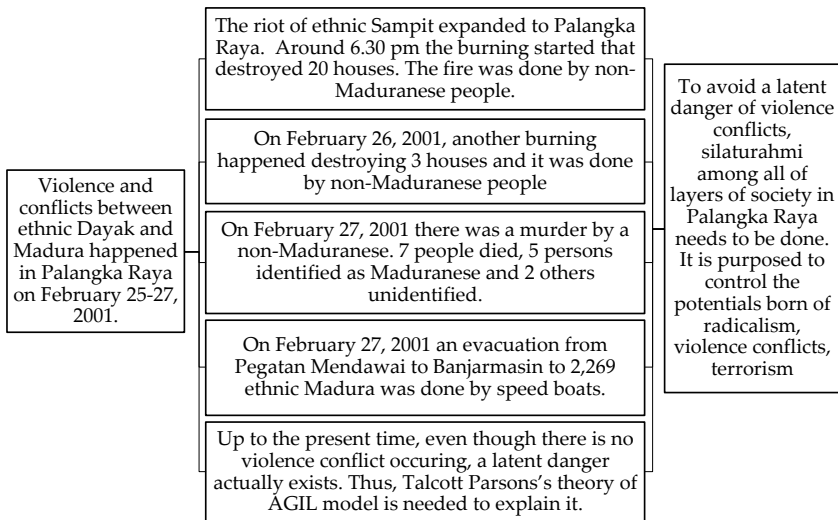 Violence and
conflicts between
ethnic Dayak and
Madura happened
in Palangka Raya
on February 25-27,
2001.
The riot of ethnic Sampit expanded to Palangka
Raya.  Around 6.30 pm the burning started that
destroyed 20 houses. The fire was done by non-
Maduranese people.
On February 26, 2001, another burning
happened destroying 3 houses and it was done
by non-Maduranese people
On February 27, 2001 there was a murder by a
non-Maduranese. 7 people died, 5 persons
identified as Maduranese and 2 others
unidentified.
On February 27, 2001 an evacuation from
Pegatan Mendawai to Banjarmasin to 2,269
ethnic Madura was done by speed boats.
Up to the present time, even though there is no
violence conflict occuring, a latent danger
actually exists. Thus, Talcott Parsons's theory of
AGIL model is needed to explain it.
To avoid a latent
danger of violence
conflicts,
silaturahmi
among all of
layers of society in
Palangka Raya
needs to be done.
It is purposed to
control the
potentials born of
radicalism,
violence conflicts,
terrorism